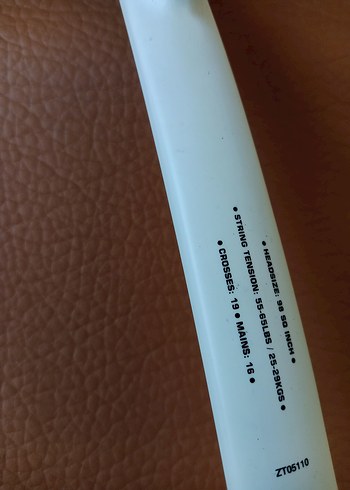 • HEADSIZE: 98 SQ INCH •
• STRING TENSION: 55-65LBS / 25-29KGS •
• CROSSES: 19 • MAINS: 16 •
ZT05110